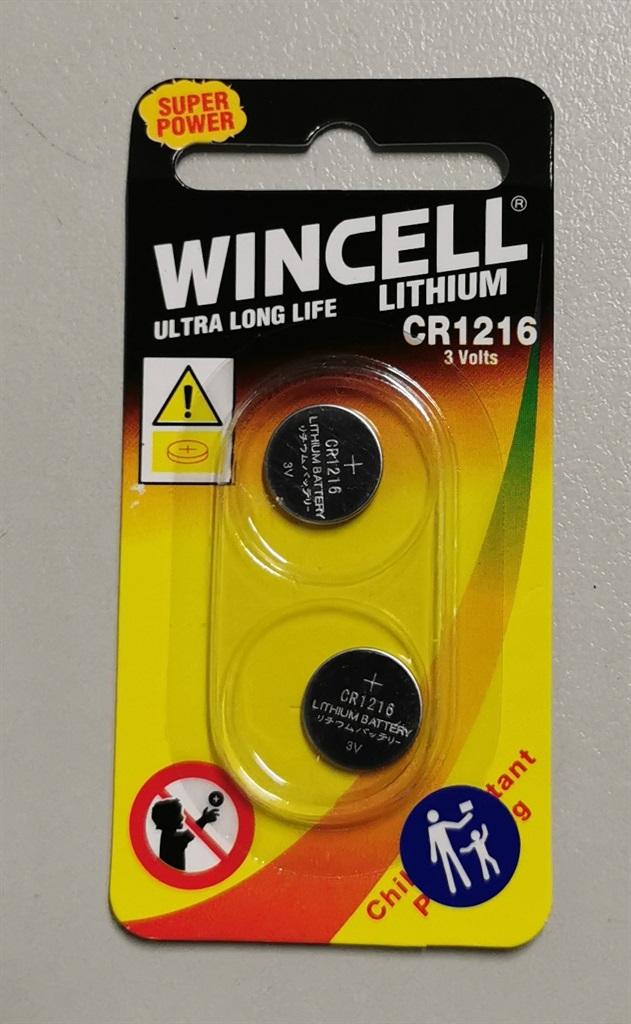 SUPER
POWER
WINCELL®
ULTRA LONG LIFE
LITHIUM
CR1216
3 Volts
+
CR1216
LITHIUM BATTERY
リチウムバッテリー
3V
+
CR1216
LITHIUM BATTERY
リチウムバッテリー
3V